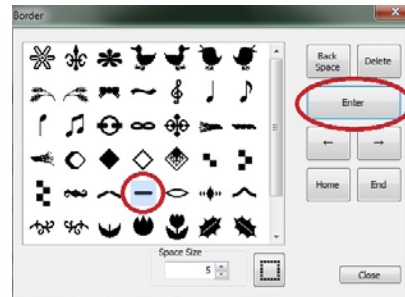 Border
Back
Space
Delete
Enter
← →
Home End
Space Size
5
Close